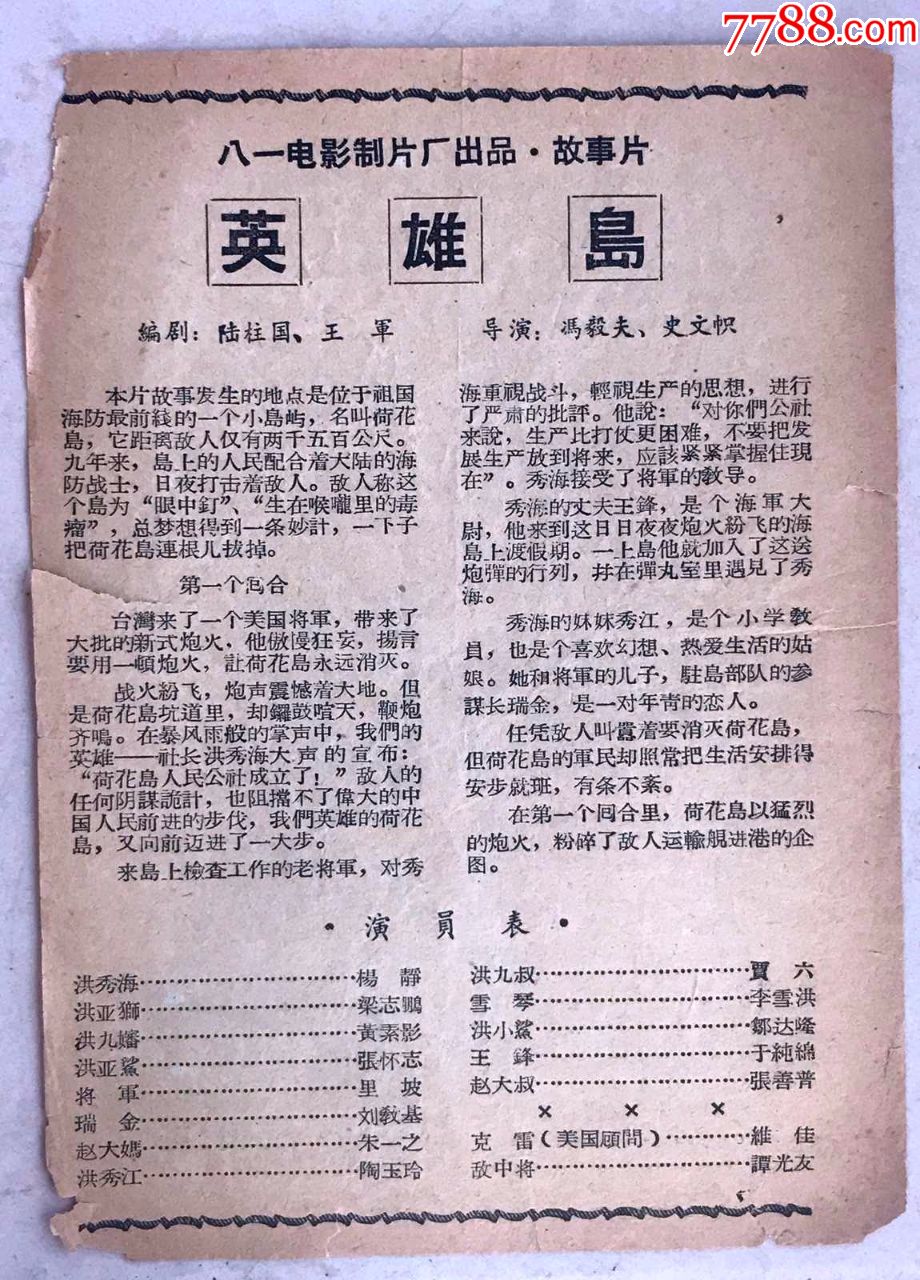 7788.com
八一电影制片厂出品·故事片
英 雄 島
編剧：陆柱国、王 軍
导演：馮毅夫、史文帜
本片故事发生的地点是位于祖国
海防最前綫的一个小島屿，名叫荷花
島，它距离敌人仅有两千五百公尺。
九年来，島上的人民配合着大陆的海
防战士，日夜打击着敌人。敌人称这
个島为“眼中釘”、“生在喉嚨里的毒
瘤”，总梦想得到一条妙計，一下子
把荷花島連根儿拔掉。
第一个回合
台灣来了一个美国将軍，带来了
大批的新式炮火，他傲慢狂妄，揚言
要用一頓炮火，訌荷花島永远消灭。
战火紛飞，炮声震憾着大地。但
是荷花島坑道里，却鑼鼓喧天，鞭炮
齐鳴。在暴风雨般的掌声中，我們的
英雄——社长洪秀海大声的宣布：
“荷花島人民公社成立了！”敌人的
任何阴謀詭計，也阻擋不了偉大的中
国人民前进的步伐，我們英雄的荷花
島，又向前迈进了一大步。
来島上檢查工作的老将軍，对秀
海重視战斗，輕視生产的思想，进行
了严肃的批評。他說：“对你們公社
来說，生产比打仗更困难，不要把发
展生产放到将来，应該紧紧掌握住現
在”。秀海接受了将軍的教导。
秀海的丈夫王鋒，是个海軍大
尉，他来到这日日夜夜炮火紛飞的海
島上渡假期。一上島他就加入了这送
炮彈的行列，幷在彈丸室里遇見了秀
海。
秀海的妹妹秀江，是个小学教
員，也是个喜欢幻想、热爱生活的姑
娘。她和将軍的儿子，駐島部队的参
謀长瑞金，是一对年青的恋人。
任凭敌人叫囂着要消灭荷花島，
但荷花島的軍民却照常把生活安排得
安步就班，有条不紊。
在第一个囘合里，荷花島以猛烈
的炮火，粉碎了敌人运輸艦进港的企
图。
·演員表·
洪秀海……………………楊 靜
洪亚獅……………………梁志鵬
洪九嬸……………………黃素影
洪亚鯊……………………張怀志
将 軍……………………里 坡
瑞 金……………………刘教基
赵大媽……………………朱一之
洪秀江……………………陶玉玲
洪九叔……………………賈 六
雪 琴……………………李雪洪
洪小鯊……………………鄒达隆
王 鋒……………………于純綿
赵大叔……………………張善普
× × ×
克 雷（美国顧問）…………維 佳
敌中将……………………譚光友